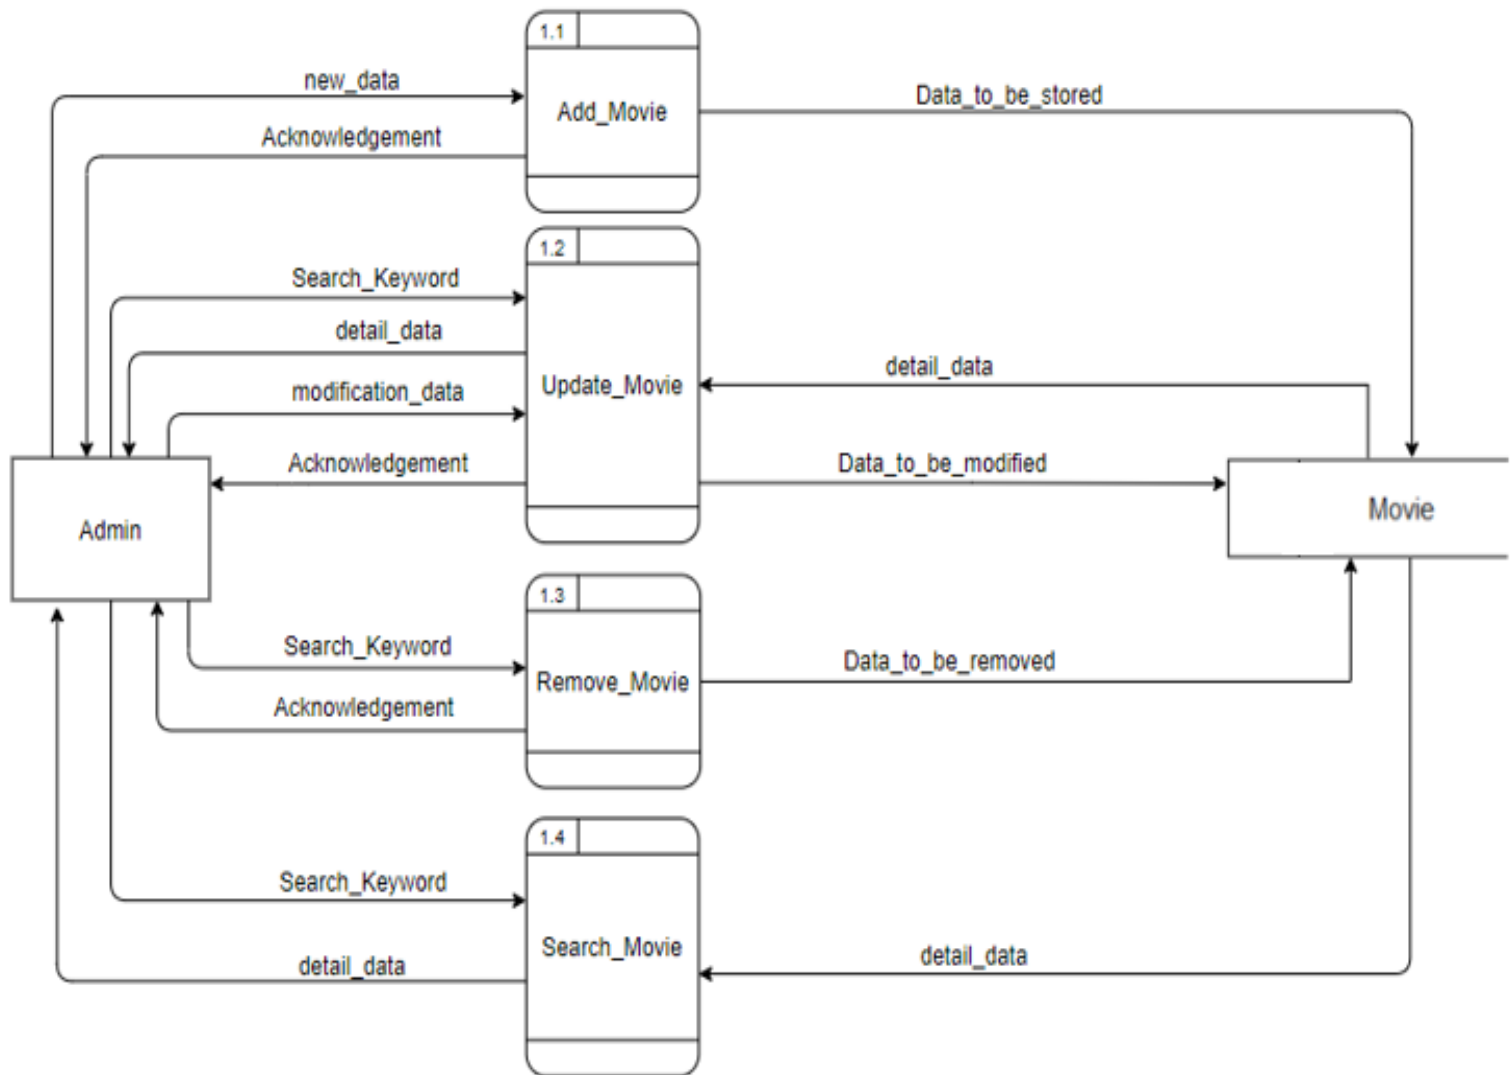 1.1
new_data
Add_Movie
Data_to_be_stored
Acknowledgement
1.2
Search_Keyword
detail_data
Update_Movie
detail_data
modification_data
Acknowledgement
Data_to_be_modified
Admin
Movie
1.3
Search_Keyword
Remove_Movie
Data_to_be_removed
Acknowledgement
1.4
Search_Keyword
Search_Movie
detail_data
detail_data